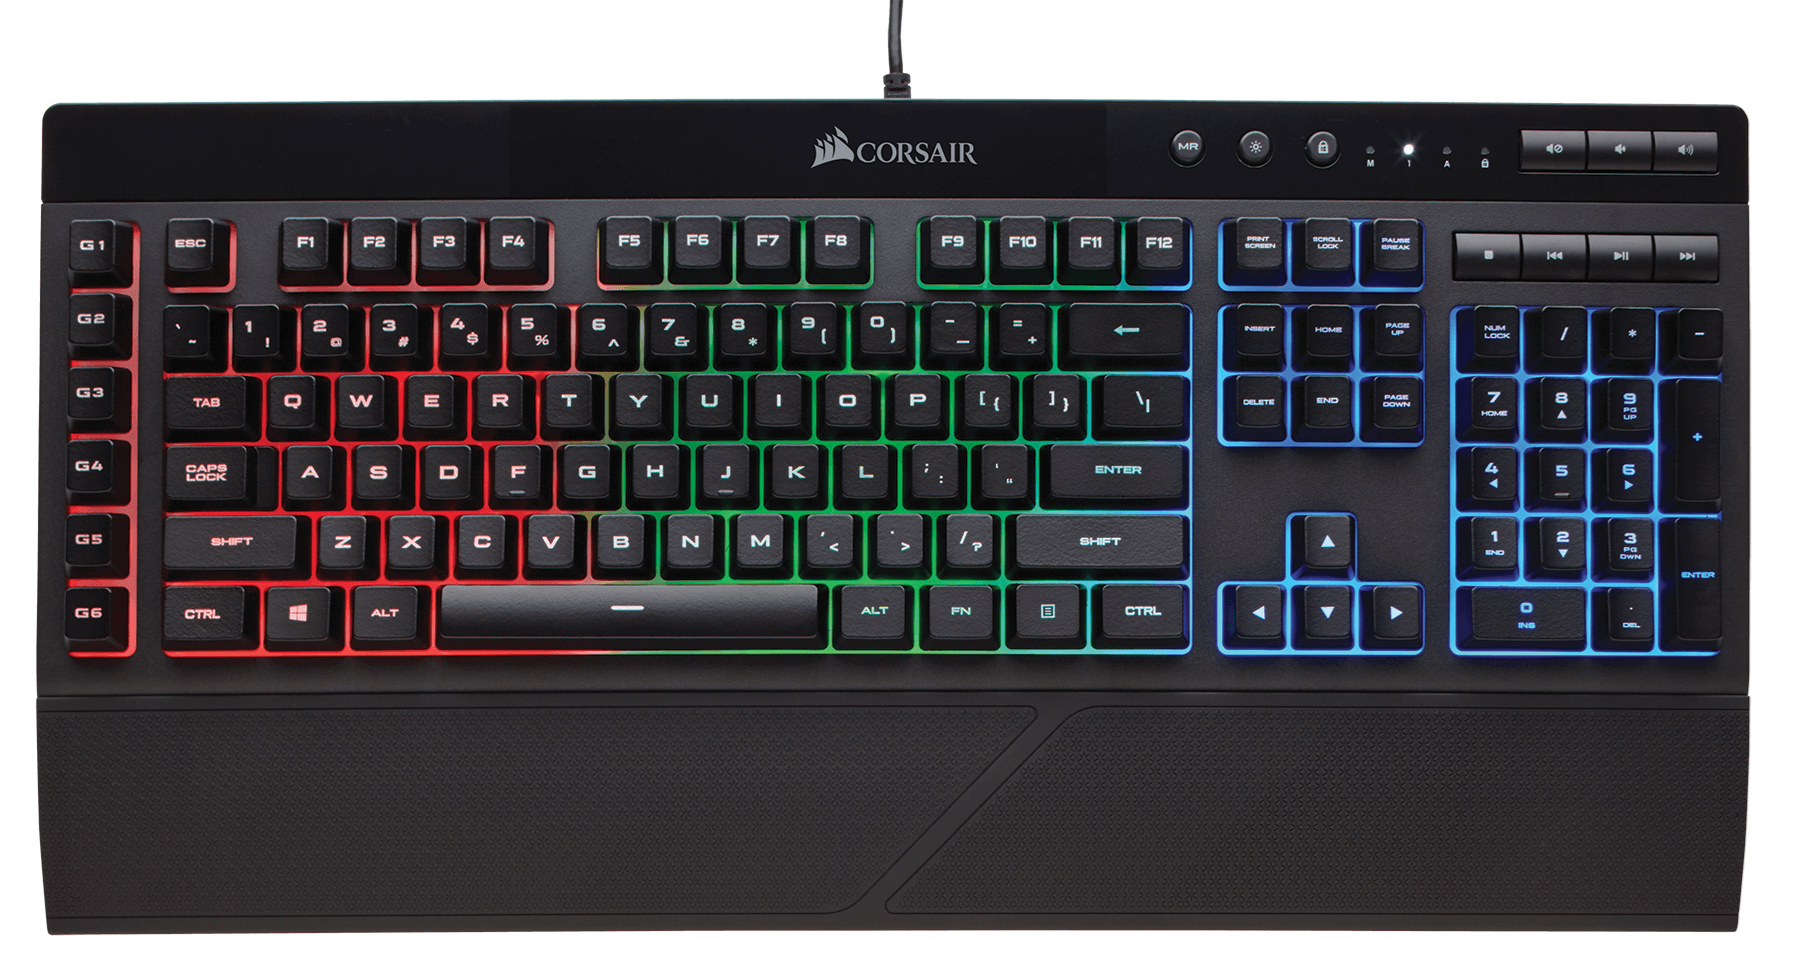 CORSAIR
MR
M 1 A
G1 ESC F1 F2 F3 F4 F5 F6 F7 F8 F9 F10 F11 F12 PRINT SCREEN SCROLL LOCK PAUSE BREAK
G2 ` ~ 1 ! 2 @ 3 # 4 $ 5 % 6 ^ 7 & 8 * 9 ( 0 ) - _ = + ← INSERT HOME PAGE UP NUM LOCK / * -
G3 TAB Q W E R T Y U I O P [ { ] } \ | DELETE END PAGE DOWN 7 HOME 8 ▲ 9 PG UP +
G4 CAPS LOCK A S D F G H J K L ; : ' " ENTER 4 ◀ 5 6 ▶
G5 SHIFT Z X C V B N M , < . > / ? SHIFT ▲ 1 END 2 ▼ 3 PG DWN ENTER
G6 CTRL ALT ALT FN CTRL ◀ ▼ ▶ 0 INS . DEL